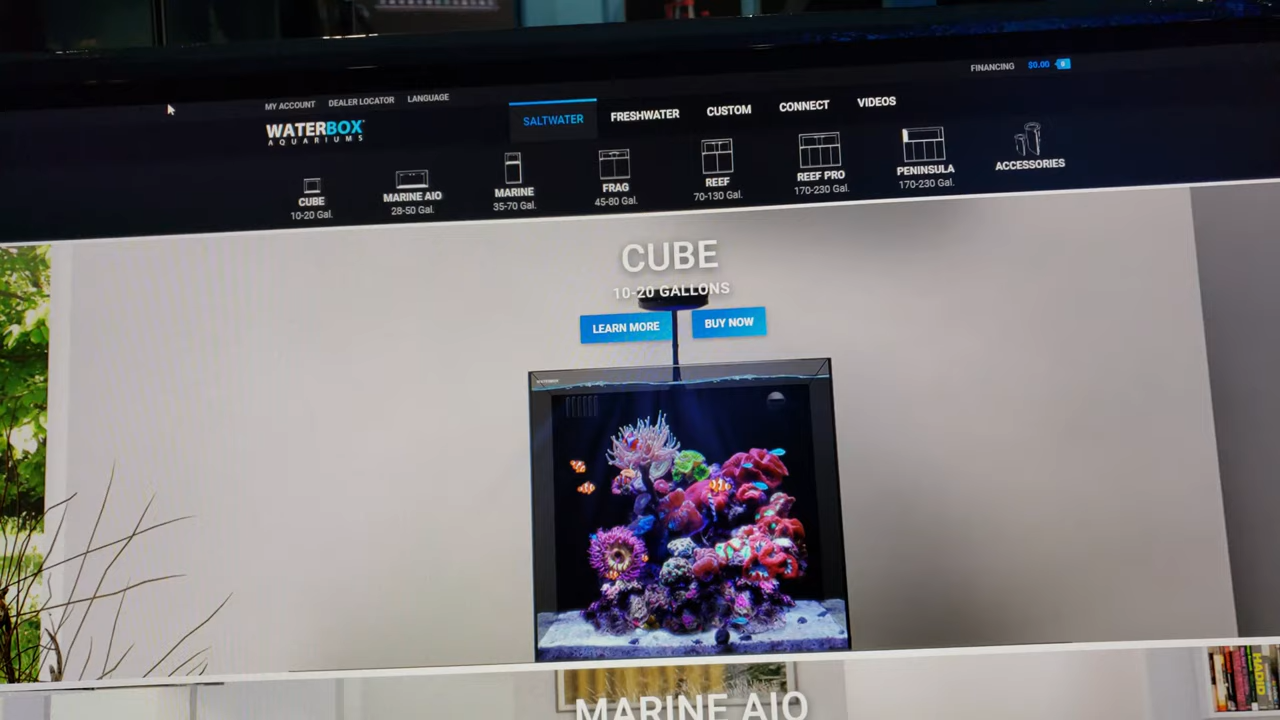 FINANCING $0.00 0
MY ACCOUNT DEALER LOCATOR LANGUAGE
WATERBOX
AQUARIUMS
SALTWATER FRESHWATER CUSTOM CONNECT VIDEOS
CUBE
10-20 Gal.
MARINE AIO
28-50 Gal.
MARINE
35-70 Gal.
FRAG
45-80 Gal.
REEF
70-130 Gal.
REEF PRO
170-230 Gal.
PENINSULA
170-230 Gal.
ACCESSORIES
CUBE
10-20 GALLONS
LEARN MORE BUY NOW
MARINE AIO